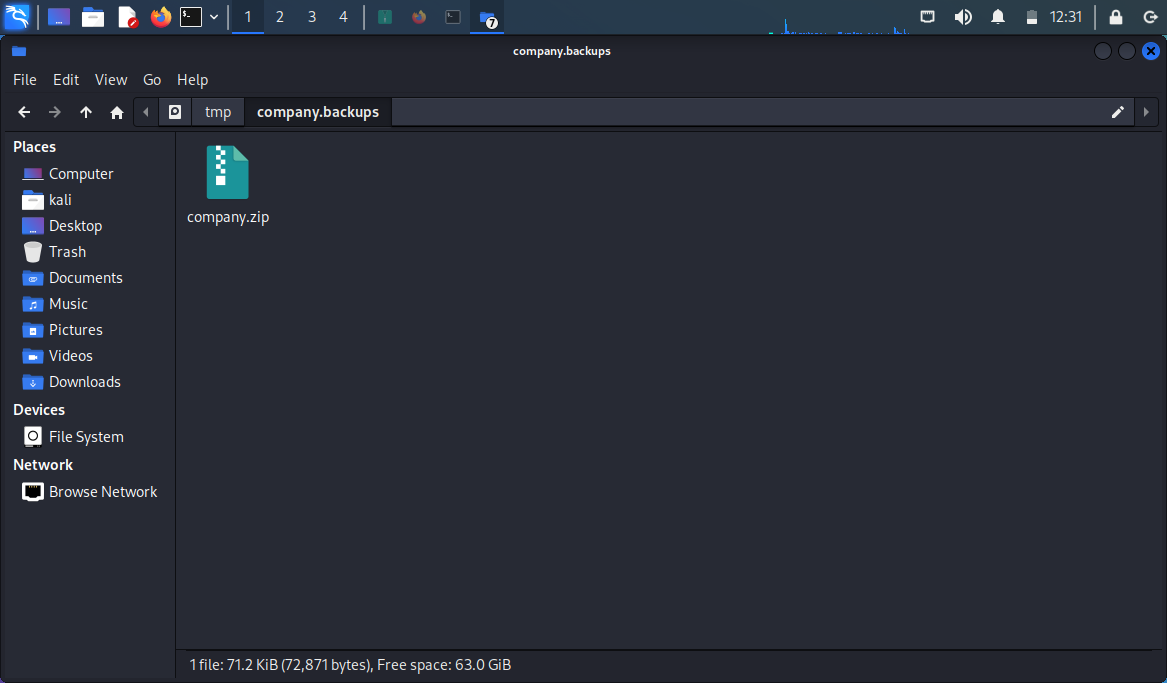 1 2 3 4 7 12:31
company.backups
File Edit View Go Help
tmp company.backups
Places
Computer
kali
Desktop
Trash
Documents
Music
Pictures
Videos
Downloads
Devices
File System
Network
Browse Network
company.zip
1 file: 71.2 KiB (72,871 bytes), Free space: 63.0 GiB